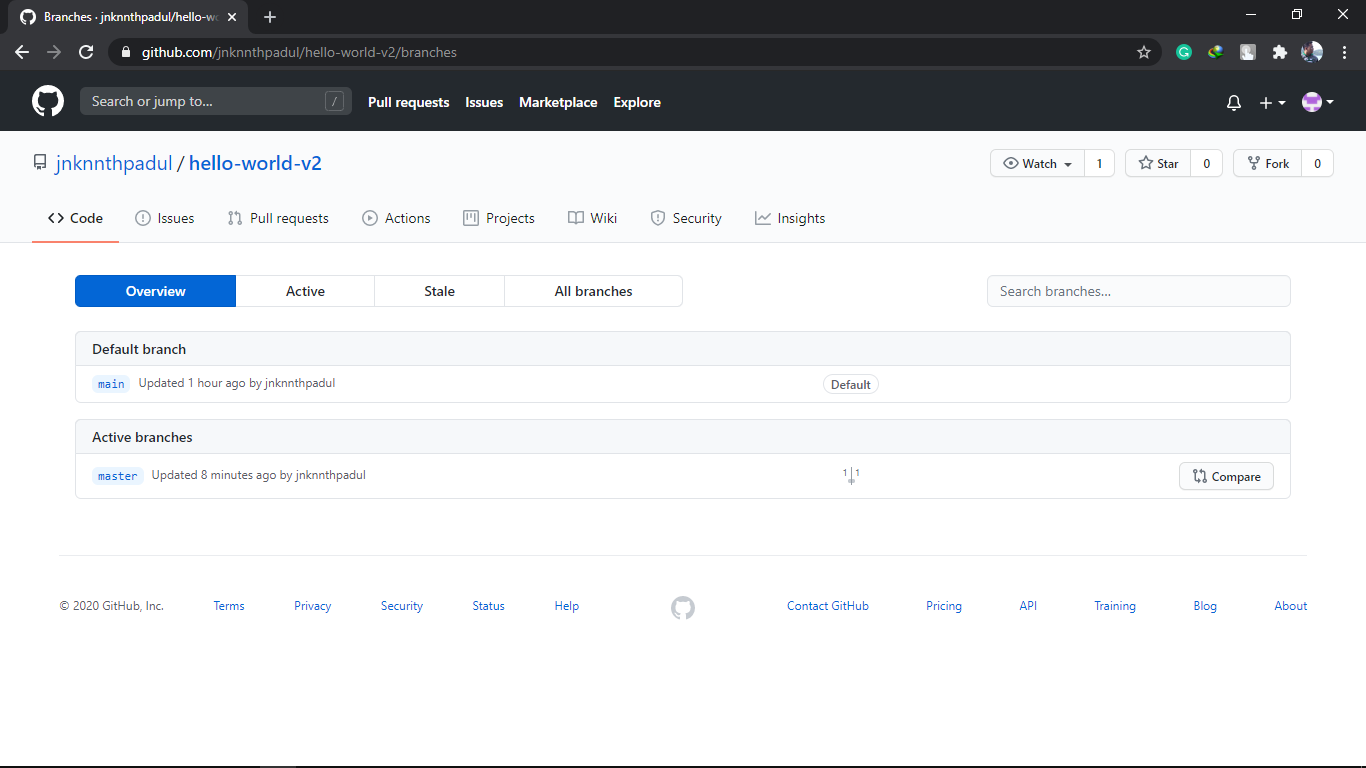 Branches · jnknnthpadul/hello-wo
github.com/jnknnthpadul/hello-world-v2/branches
Search or jump to... / Pull requests Issues Marketplace Explore
jnknnthpadul / hello-world-v2 Watch 1 Star 0 Fork 0
Code Issues Pull requests Actions Projects Wiki Security Insights
Overview Active Stale All branches Search branches...
Default branch
main Updated 1 hour ago by jnknnthpadul Default
Active branches
master Updated 8 minutes ago by jnknnthpadul 1 1 Compare
© 2020 GitHub, Inc. Terms Privacy Security Status Help Contact GitHub Pricing API Training Blog About